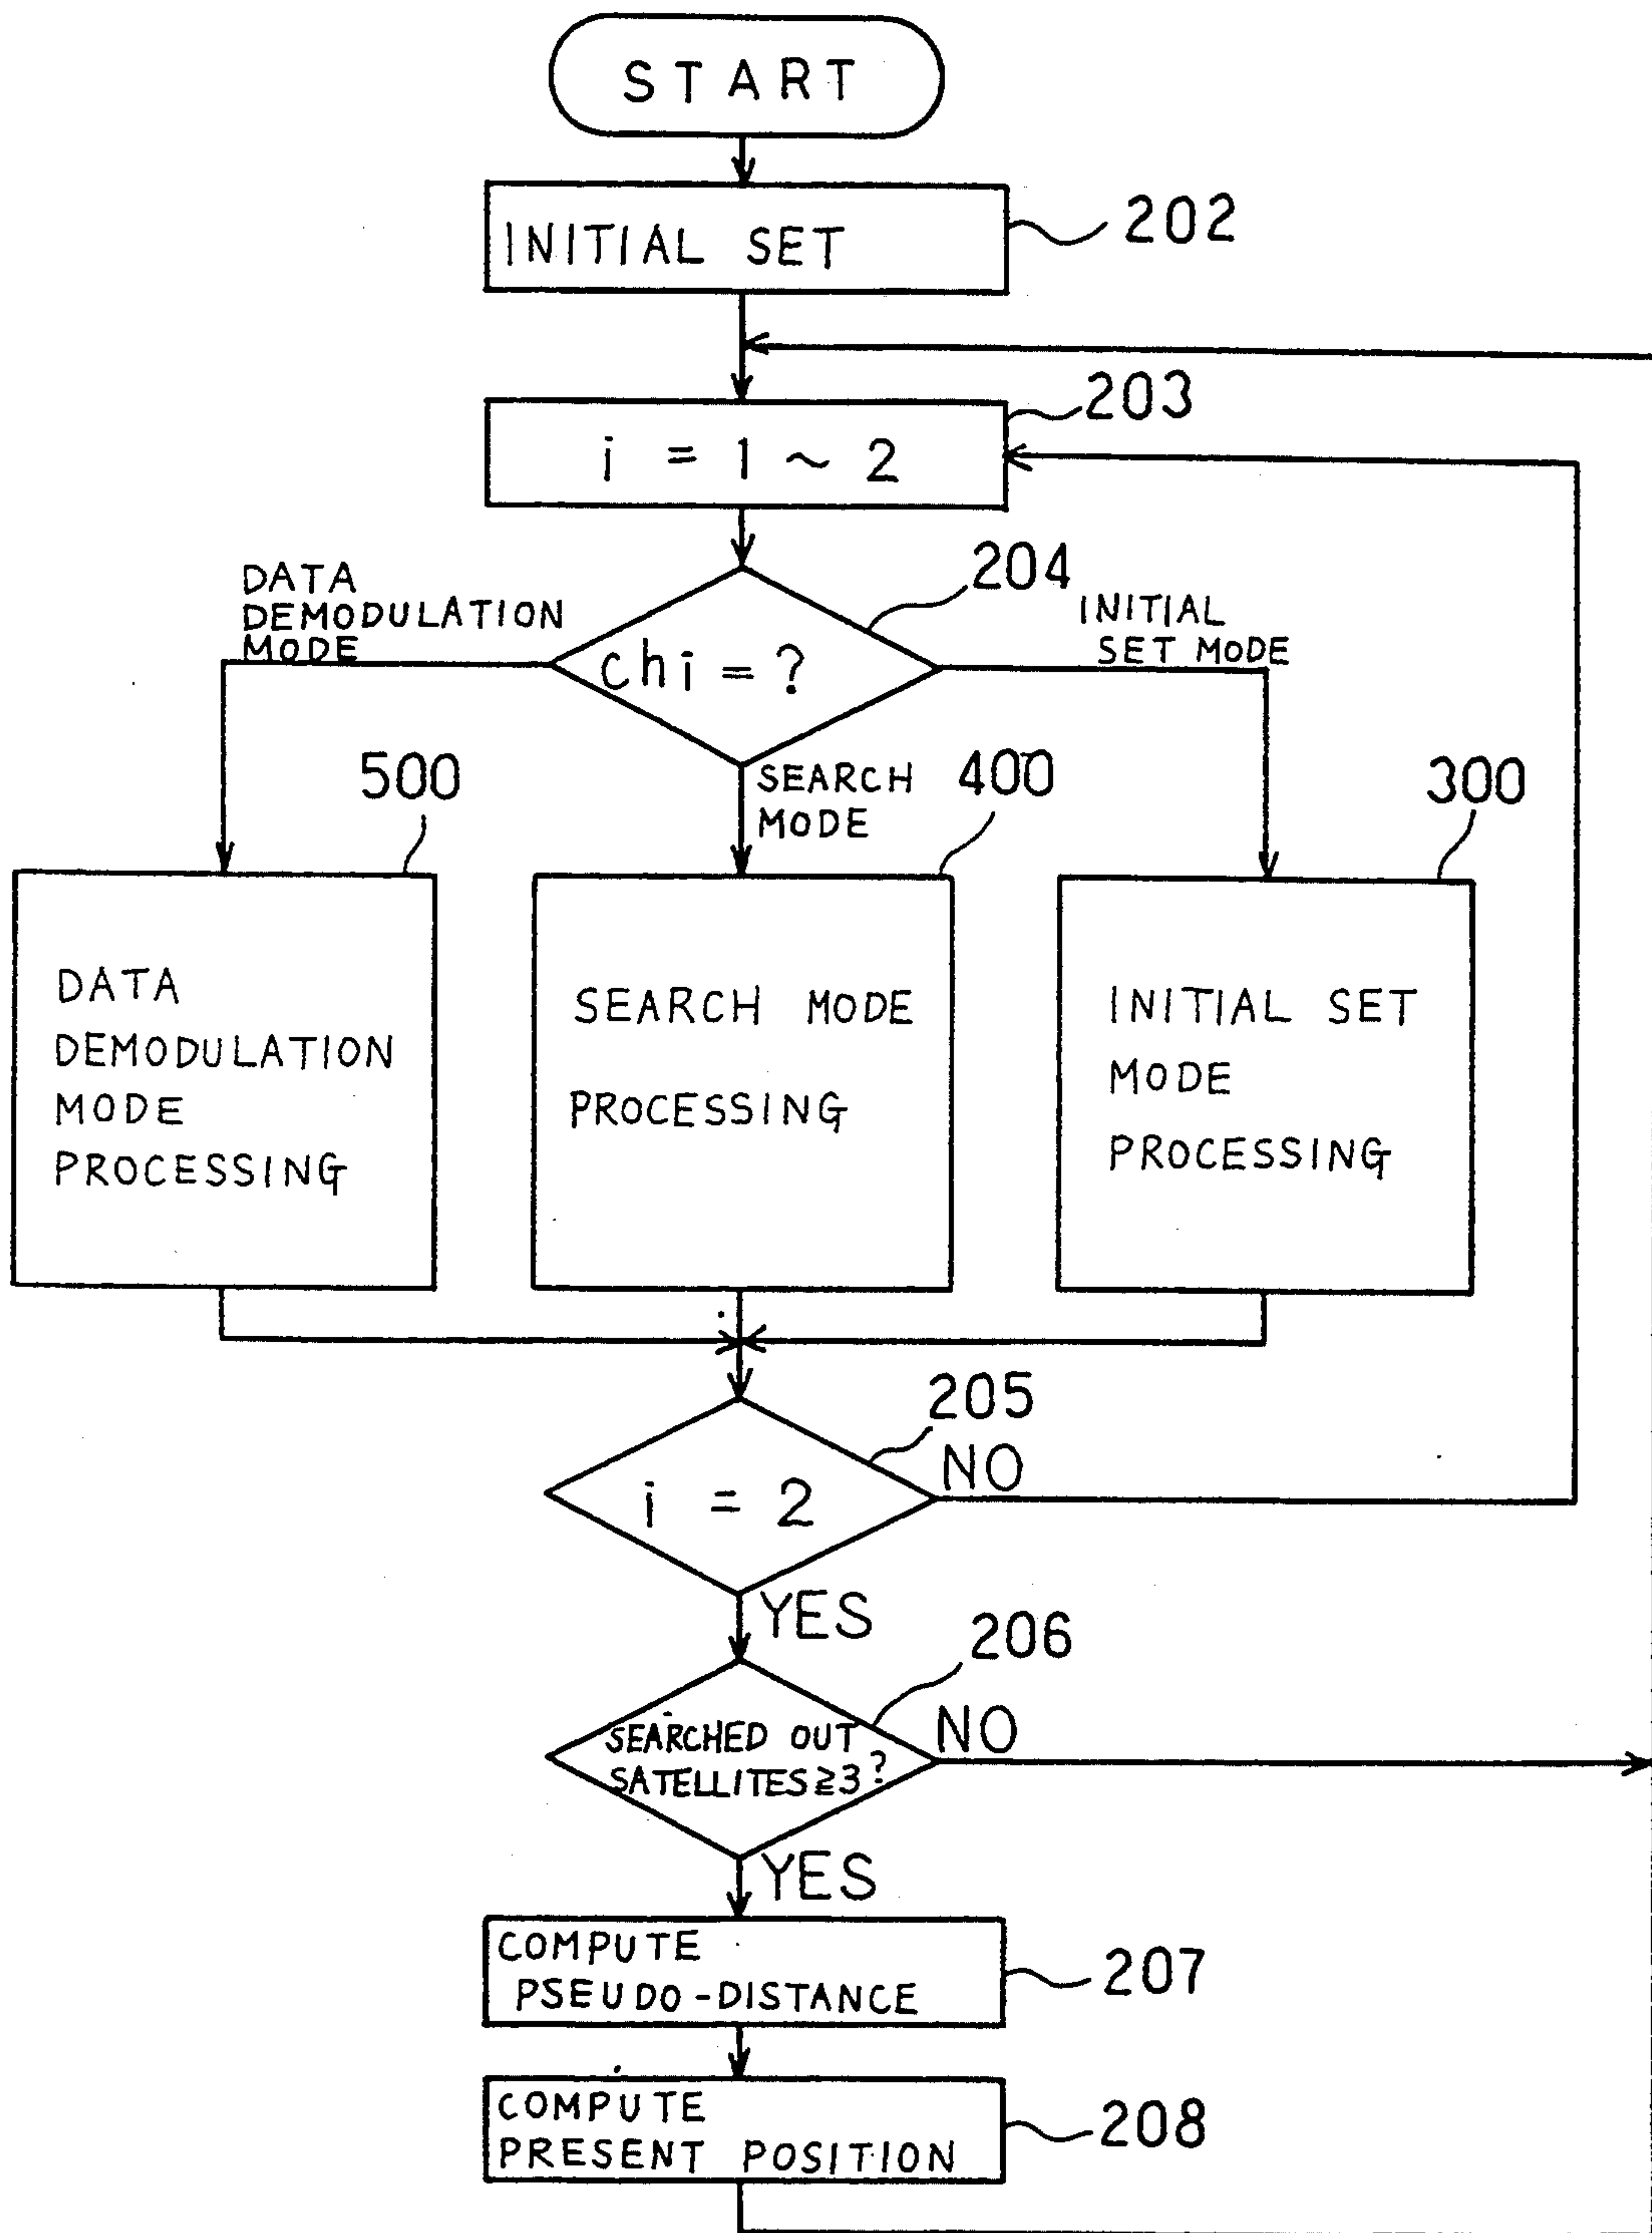 START
INITIAL SET
202
203
i = 1 ~ 2
204
DATA
DEMODULATION
MODE
INITIAL
SET MODE
chi = ?
SEARCH
MODE
500
400
300
DATA
DEMODULATION
MODE
PROCESSING
SEARCH MODE
PROCESSING
INITIAL SET
MODE
PROCESSING
205
NO
i = 2
YES
206
NO
SEARCHED OUT
SATELLITES≧3?
YES
COMPUTE
PSEUDO-DISTANCE
207
COMPUTE
PRESENT POSITION
208